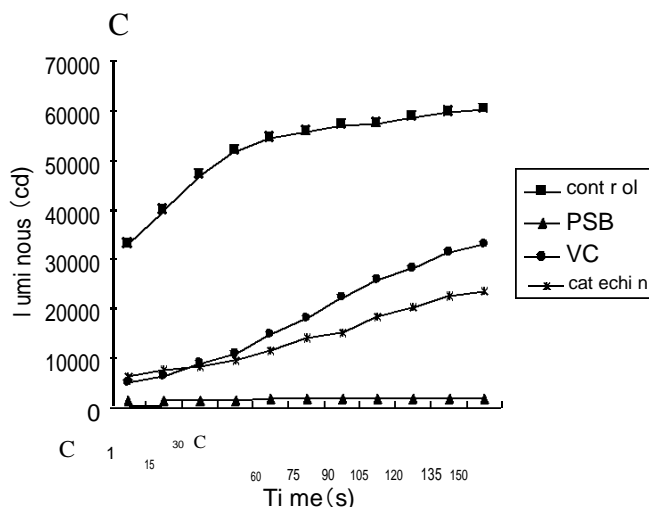 C
70000
60000
50000
40000
30000
20000
10000
0
l umi nous (cd)
cont r ol
PSB
VC
cat echi n
C 1 15 30 C 60 75 90 105 120 135 150
Ti me(s)